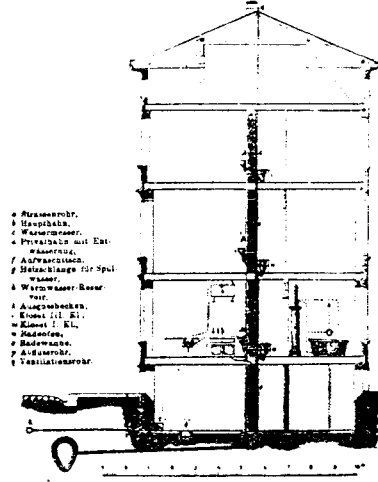 a Strassenrohr,
b Haupthahn,
c Wassermesser,
e Privathahn mit Ent-
wässerung,
f Aufwaschtisch,
g Heizschlange für Spül-
wasser,
h Warmwasser-Reser-
voir,
k Ausgussbecken,
Kloset III. Kl.,
m Kloset I. Kl.,
n Badeofen,
o Badewanne,
p Abflussrohr,
q Ventilationsrohr.